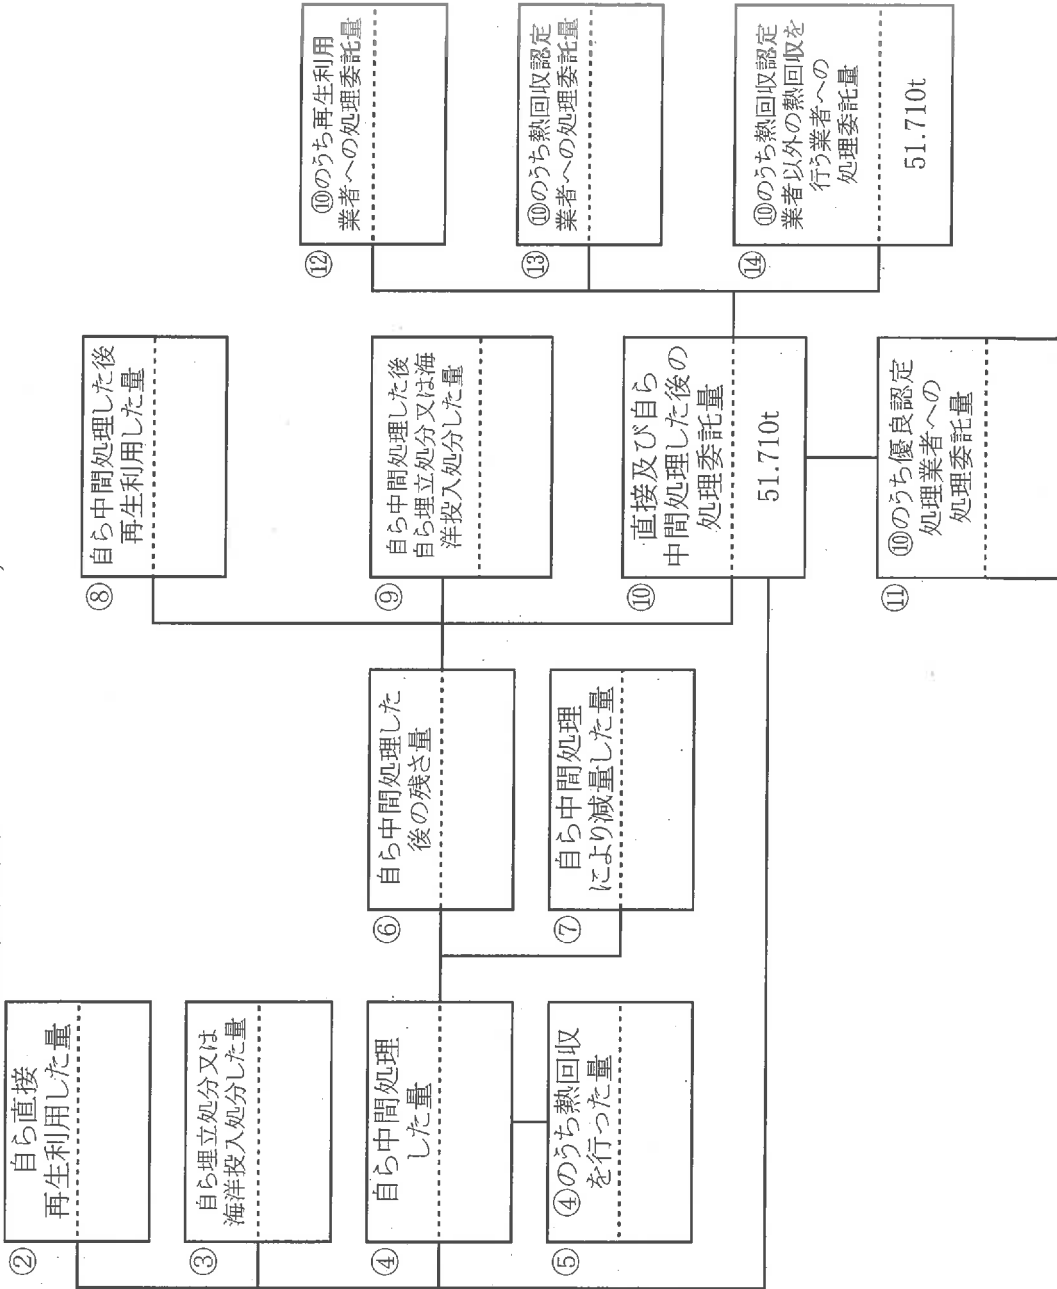 ②
自ら直接
再生利用した量
③
自ら埋立処分又は
海洋投入処分した量
④
自ら中間処理
した量
⑤
④のうち熱回収
を行った量
⑥
自ら中間処理した
後の残さ量
⑦
自ら中間処理
により減量した量
⑧
自ら中間処理した後
再生利用した量
⑨
自ら中間処理した後
自ら埋立処分又は海
洋投入処分した量
⑩
直接及び自ら
中間処理した後の
処理委託量
51.710t
⑪
⑩のうち優良認定
処理業者への
処理委託量
⑫
⑩のうち再生利用
業者への処理委託量
⑬
⑩のうち熱回収認定
業者への処理委託量
⑭
⑩のうち熱回収認定
業者以外の熱回収を
行う業者への
処理委託量
51.710t